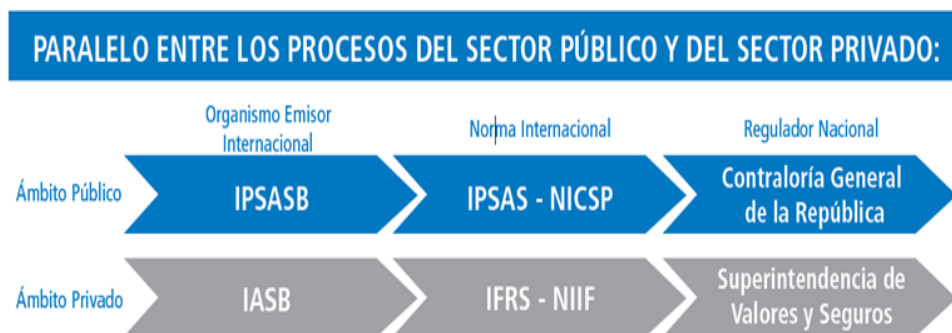 PARALELO ENTRE LOS PROCESOS DEL SECTOR PÚBLICO Y DEL SECTOR PRIVADO:
Organismo Emisor
Internacional
Norma Internacional
Regulador Nacional
Ámbito Público
IPSASB
IPSAS - NICSP
Contraloría General
de la República
Ámbito Privado
IASB
IFRS - NIIF
Superintendencia de
Valores y Seguros